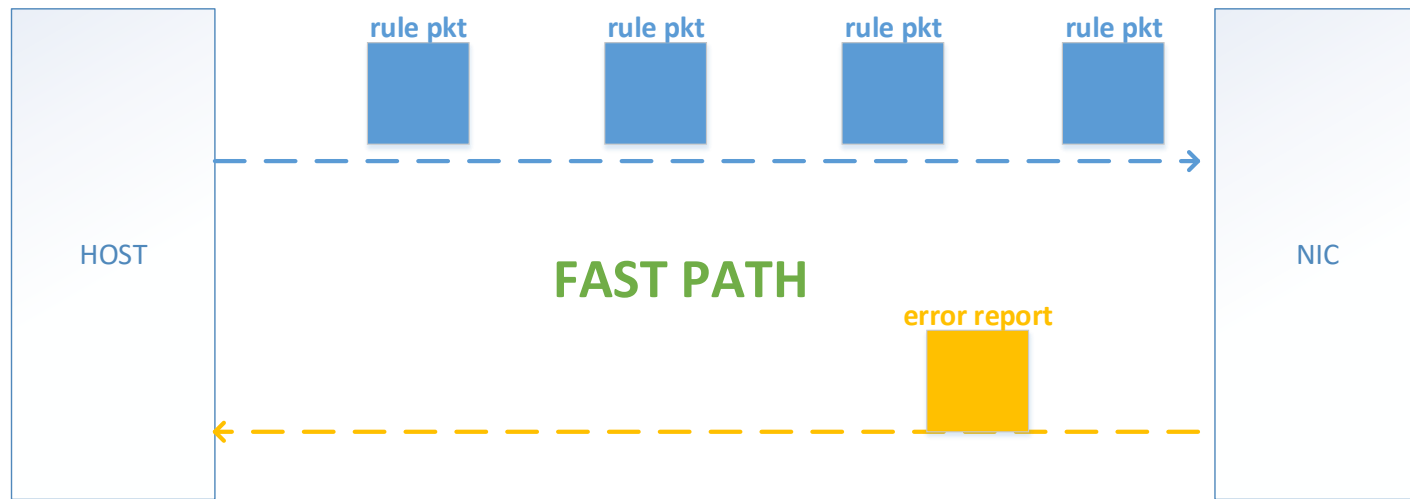 rule pkt
rule pkt
rule pkt
rule pkt
HOST
NIC
FAST PATH
error report